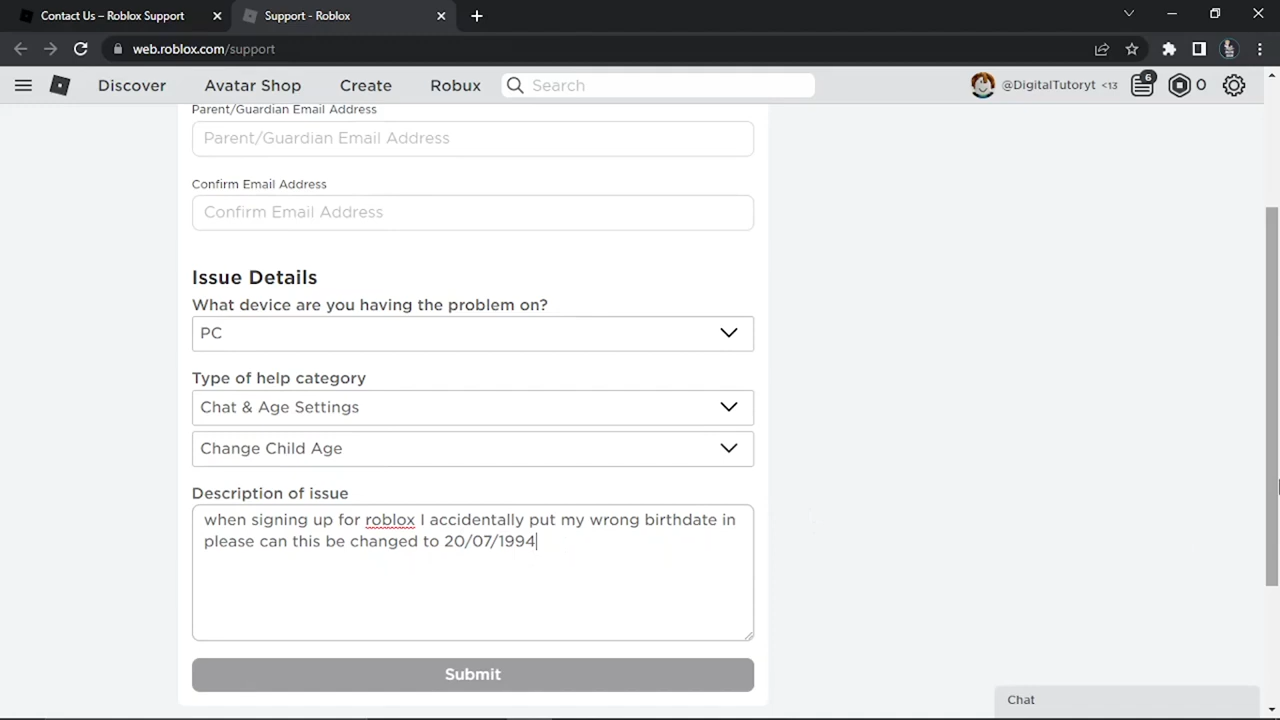 Contact Us – Roblox Support
Support - Roblox
web.roblox.com/support
Discover
Avatar Shop
Create
Robux
Search
@DigitalTutoryt <13
6
0
Parent/Guardian Email Address
Parent/Guardian Email Address
Confirm Email Address
Confirm Email Address
Issue Details
What device are you having the problem on?
PC
Type of help category
Chat & Age Settings
Change Child Age
Description of issue
when signing up for roblox I accidentally put my wrong birthdate in
please can this be changed to 20/07/1994
Submit
Chat